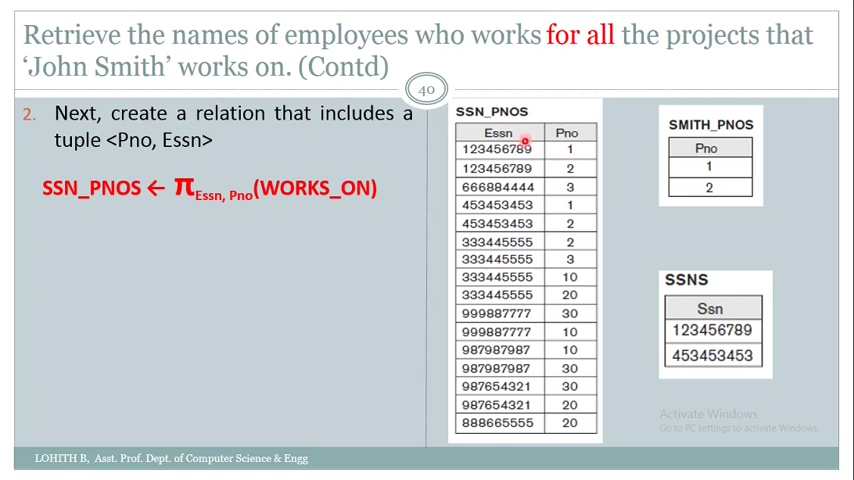 Retrieve the names of employees who works for all the projects that
‘John Smith’ works on. (Contd)
40
2. Next, create a relation that includes a
tuple <Pno, Essn>
SSN_PNOS ← π Essn, Pno(WORKS_ON)
SSN_PNOS
Essn Pno
123456789 1
123456789 2
666884444 3
453453453 1
453453453 2
333445555 2
333445555 3
333445555 10
333445555 20
999887777 30
999887777 10
987987987 10
987987987 30
987654321 30
987654321 20
888665555 20
SMITH_PNOS
Pno
1
2
SSNS
Ssn
123456789
453453453
Activate Windows
Go to PC settings to activate Windows.
LOHITH B, Asst. Prof. Dept. of Computer Science & Engg